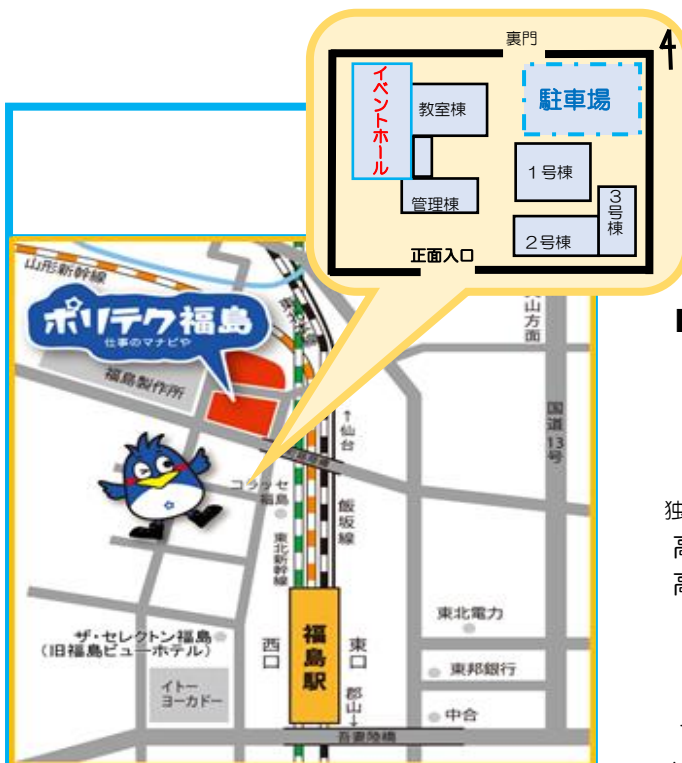 裏門
4
イベントホール
教室棟
駐車場
1号棟
管理棟
3号棟
2号棟
正面入口
山形新幹線
ポリテク福島
仕事のマナビや
福島製作所
山方面
国道13号
↑仙台
コラッセ
福島
飯坂線
東北新幹線
東北電力
ザ・セレクトン福島
(旧福島ビューホテル)
西口
福島駅
東口
東邦銀行
イトー
ヨーカドー
郡山↓
中合
吾妻陸橋
独
高
高